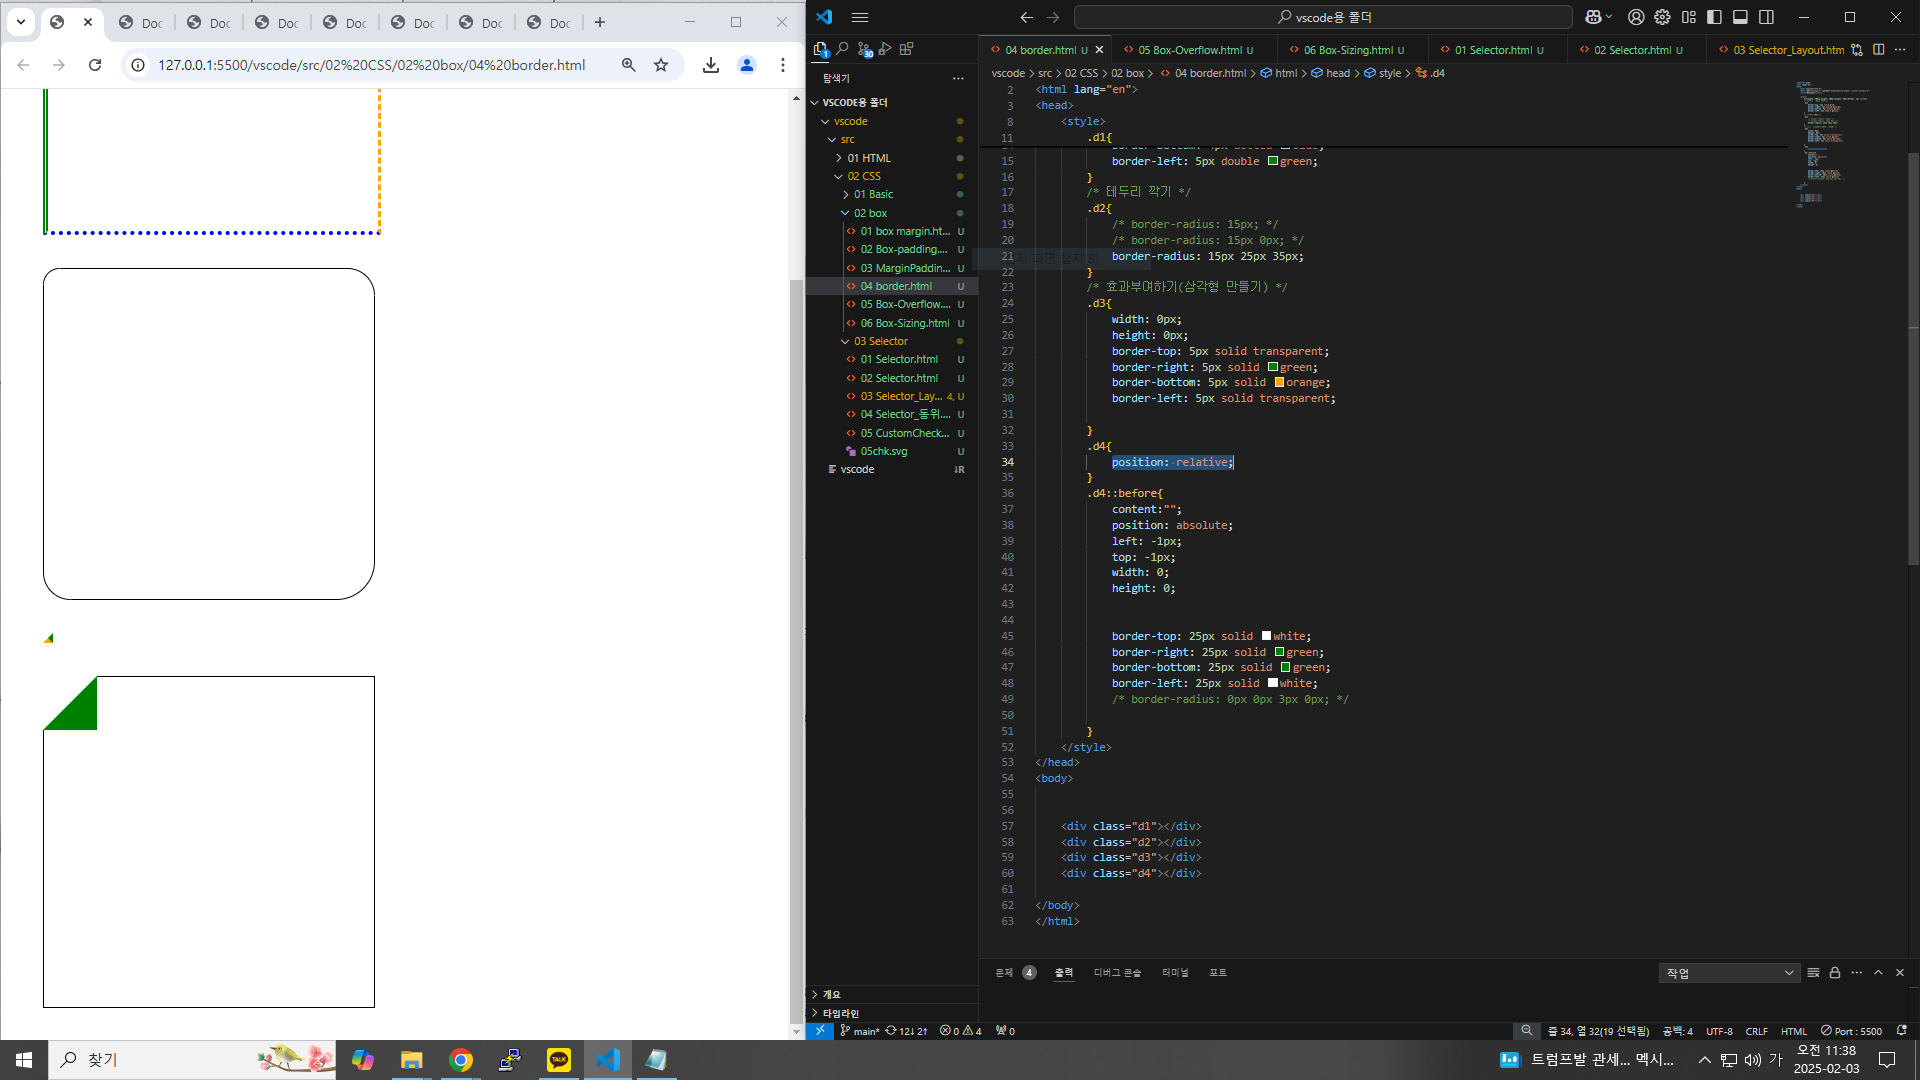 Doc Doc Doc Doc Doc Doc Doc
127.0.0.1:5500/vscode/src/02%20CSS/02%20box/04%20border.html
vscode용 폴더
탐색기
VSCODE용 폴더
vscode
src
01 HTML
02 CSS
01 Basic
02 box
01 box margin.ht... U
02 Box-padding.... U
03 MarginPaddin... U
04 border.html U
05 Box-Overflow.... U
06 Box-Sizing.html U
03 Selector
01 Selector.html U
02 Selector.html U
03 Selector_Lay... 4, U
04 Selector_동위.... U
05 CustomCheck... U
05chk.svg U
vscode
개요
타임라인
04 border.html U
05 Box-Overflow.html U
06 Box-Sizing.html U
01 Selector.html U
02 Selector.html U
03 Selector_Layout.htm
vscode > src > 02 CSS > 02 box > 04 border.html > html > head > style > .d4
2 <html lang="en">
3 <head>
8 <style>
11 .d1{
15 border-left: 5px double green;
16 }
17 /* 테두리 깍기 */
18 .d2{
19 /* border-radius: 15px; */
20 /* border-radius: 15px 0px; */
21 border-radius: 15px 25px 35px;
22 }
23 /* 효과부여하기(삼각형 만들기) */
24 .d3{
25 width: 0px;
26 height: 0px;
27 border-top: 5px solid transparent;
28 border-right: 5px solid green;
29 border-bottom: 5px solid orange;
30 border-left: 5px solid transparent;
31
32 }
33 .d4{
34 position: relative;
35 }
36 .d4::before{
37 content:"";
38 position: absolute;
39 left: -1px;
40 top: -1px;
41 width: 0;
42 height: 0;
43
44
45 border-top: 25px solid white;
46 border-right: 25px solid green;
47 border-bottom: 25px solid green;
48 border-left: 25px solid white;
49 /* border-radius: 0px 0px 3px 0px; */
50
51 }
52 </style>
53 </head>
54 <body>
55
56
57 <div class="d1"></div>
58 <div class="d2"></div>
59 <div class="d3"></div>
60 <div class="d4"></div>
61
62 </body>
63 </html>
문제 4 출력 디버그 콘솔 터미널 포트
작업
main* 12↓ 2↑ 0 4 0
줄 34, 열 32(19 선택됨) 공백: 4 UTF-8 CRLF HTML Port : 5500
찾기
TALK
트럼프발 관세... 멕시...
가
오전 11:38
2025-02-03